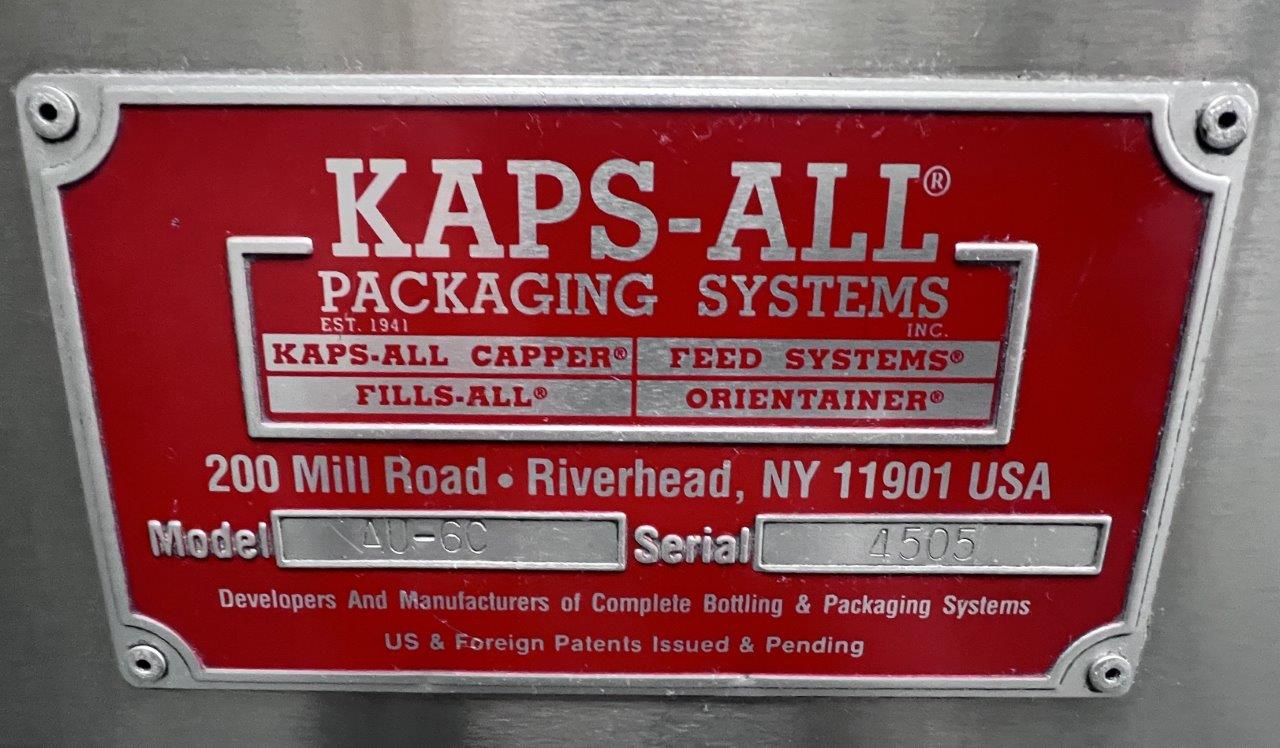 KAPS-ALL®
PACKAGING SYSTEMS
EST. 1941 INC.
KAPS-ALL CAPPER® FEED SYSTEMS®
FILLS-ALL® ORIENTAINER®
200 Mill Road • Riverhead, NY 11901 USA
Model AU-6C Serial 4505
Developers And Manufacturers of Complete Bottling & Packaging Systems
US & Foreign Patents Issued & Pending